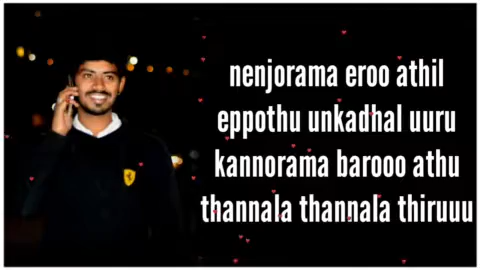 nenjorama eroo athil
eppothu unkadhal uuru
kannorama barooo athu
thannala thannala thiruuu